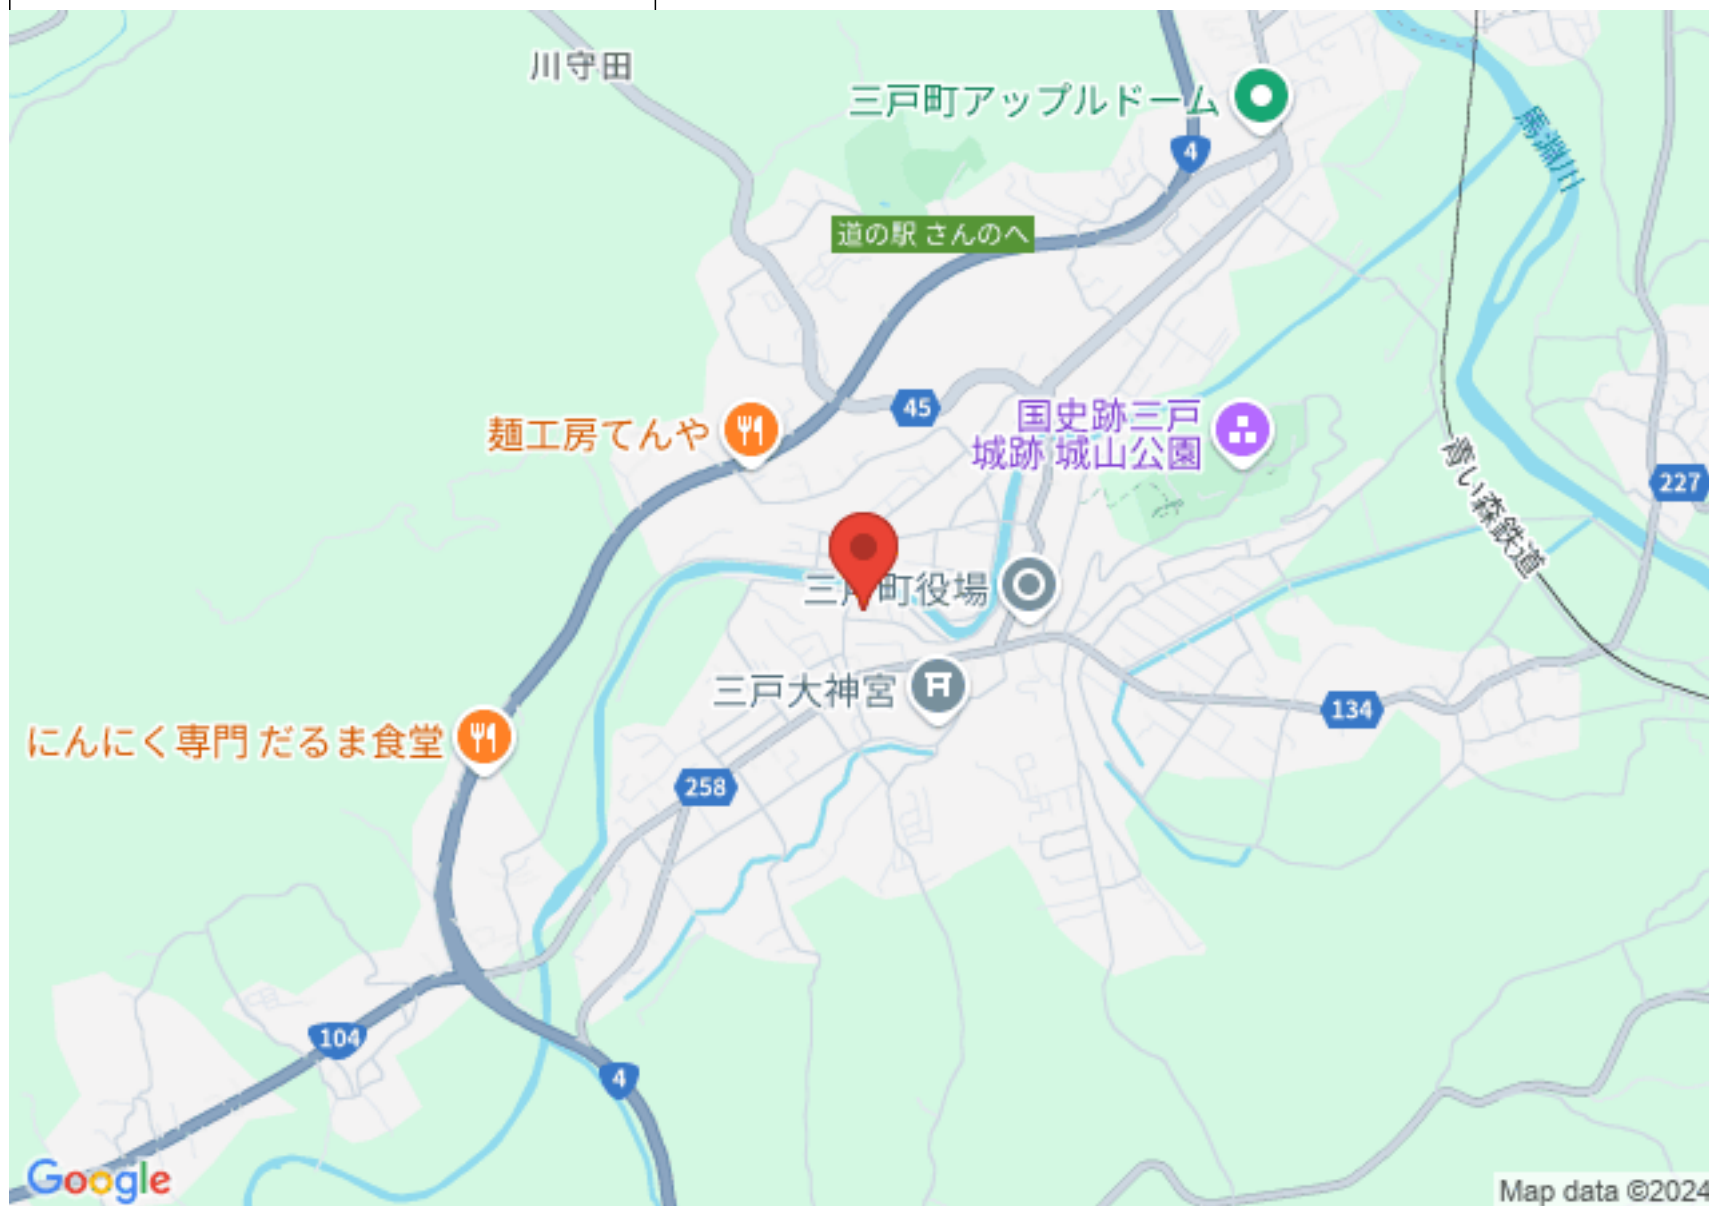 川守田
三戸町アップルドーム
4
馬淵川
道の駅 さんのへ
45
麺工房てんや
国史跡三戸
城跡 城山公園
青い森鉄道
227
三戸町役場
三戸大神宮
134
にんにく専門 だるま食堂
258
104
4
Google
Map data ©2024